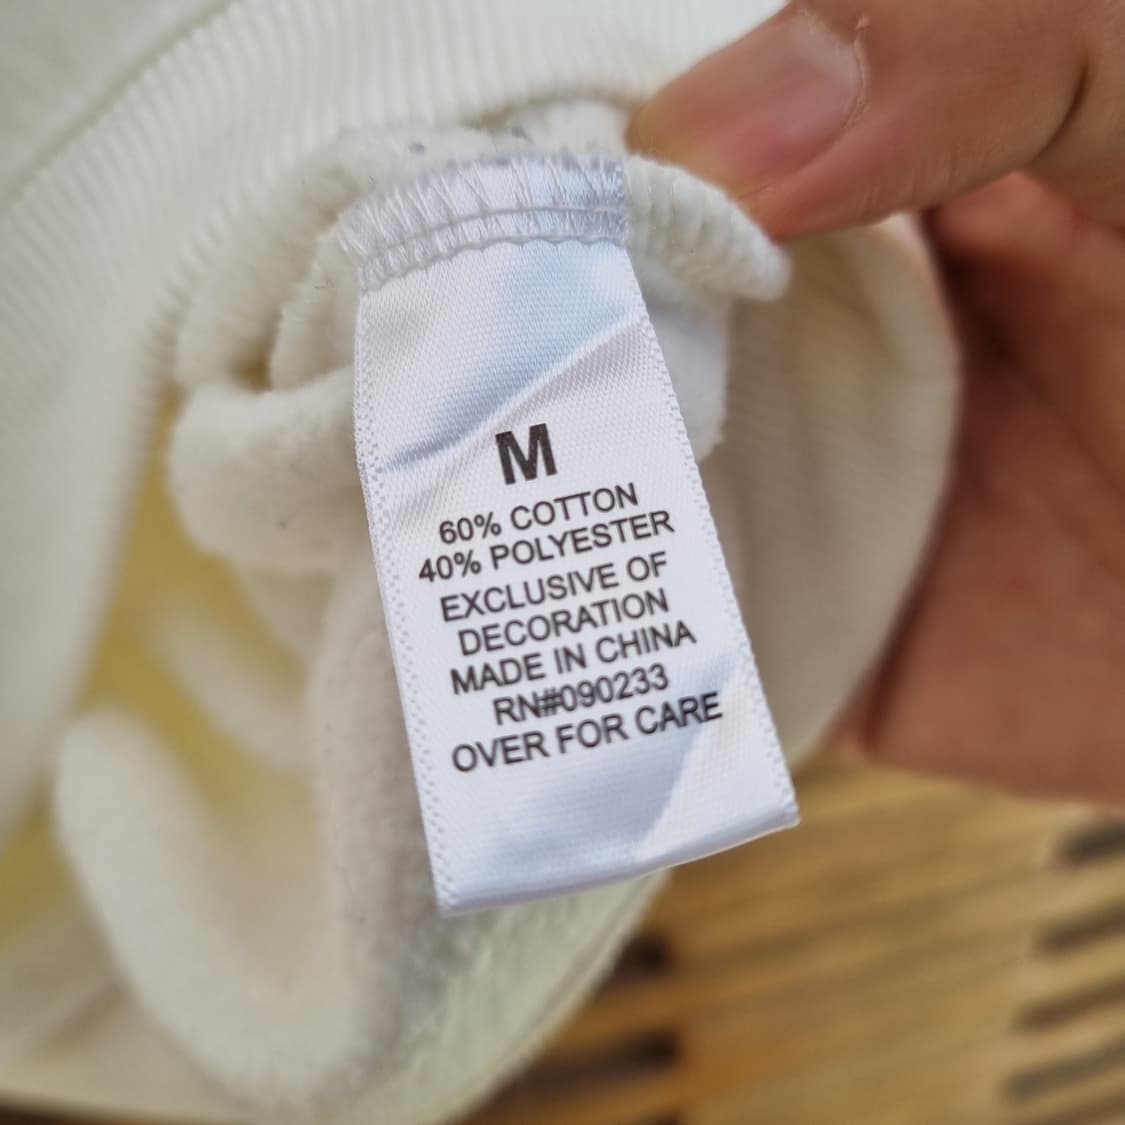 M
60% COTTON
40% POLYESTER
EXCLUSIVE OF
DECORATION
MADE IN CHINA
RN#090233
OVER FOR CARE